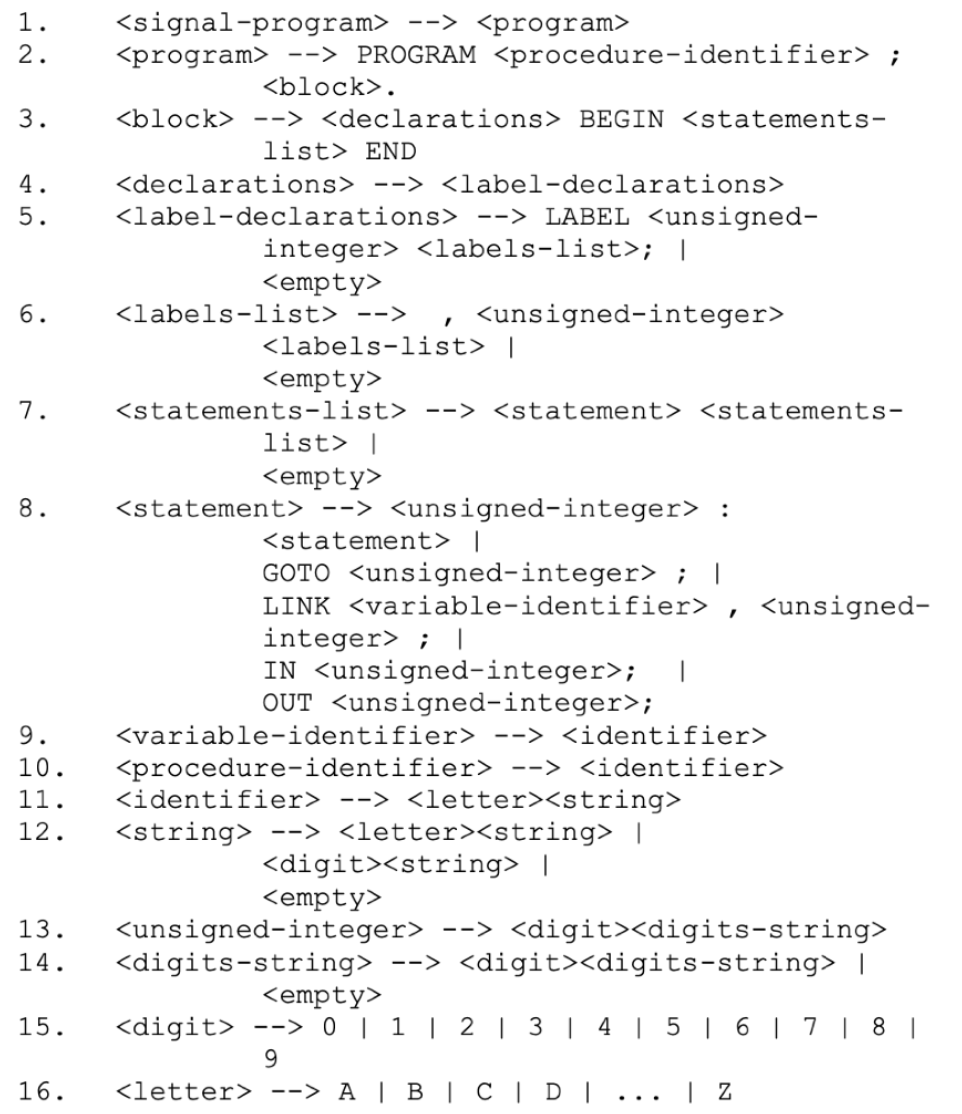 1. <signal-program> --> <program>
2. <program> --> PROGRAM <procedure-identifier> ;
<block>.
3. <block> --> <declarations> BEGIN <statements-
list> END
4. <declarations> --> <label-declarations>
5. <label-declarations> --> LABEL <unsigned-
integer> <labels-list>; |
<empty>
6. <labels-list> --> , <unsigned-integer>
<labels-list> |
<empty>
7. <statements-list> --> <statement> <statements-
list> |
<empty>
8. <statement> --> <unsigned-integer> :
<statement> |
GOTO <unsigned-integer> ; |
LINK <variable-identifier> , <unsigned-
integer> ; |
IN <unsigned-integer>; |
OUT <unsigned-integer>;
9. <variable-identifier> --> <identifier>
10. <procedure-identifier> --> <identifier>
11. <identifier> --> <letter><string>
12. <string> --> <letter><string> |
<digit><string> |
<empty>
13. <unsigned-integer> --> <digit><digits-string>
14. <digits-string> --> <digit><digits-string> |
<empty>
15. <digit> --> 0 | 1 | 2 | 3 | 4 | 5 | 6 | 7 | 8 |
9
16. <letter> --> A | B | C | D | ... | Z